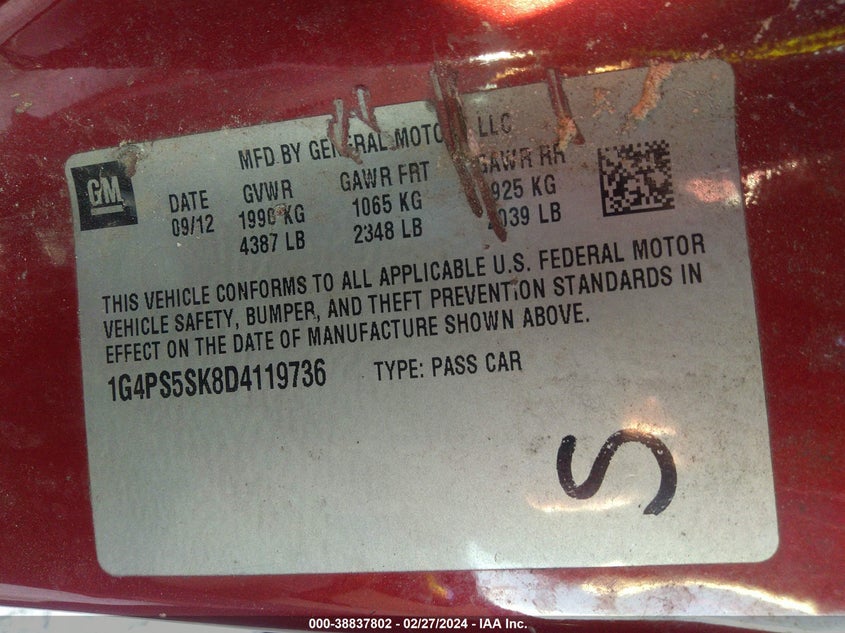 MFD BY GENERAL MOTORS LLC
GM
DATE GVWR GAWR FRT GAWR RR
09/12 1990 KG 1065 KG 925 KG
4387 LB 2348 LB 2039 LB
THIS VEHICLE CONFORMS TO ALL APPLICABLE U.S. FEDERAL MOTOR
VEHICLE SAFETY, BUMPER, AND THEFT PREVENTION STANDARDS IN
EFFECT ON THE DATE OF MANUFACTURE SHOWN ABOVE.
1G4PS5SK8D4119736 TYPE: PASS CAR
S
000-38837802 - 02/27/2024 - IAA Inc.